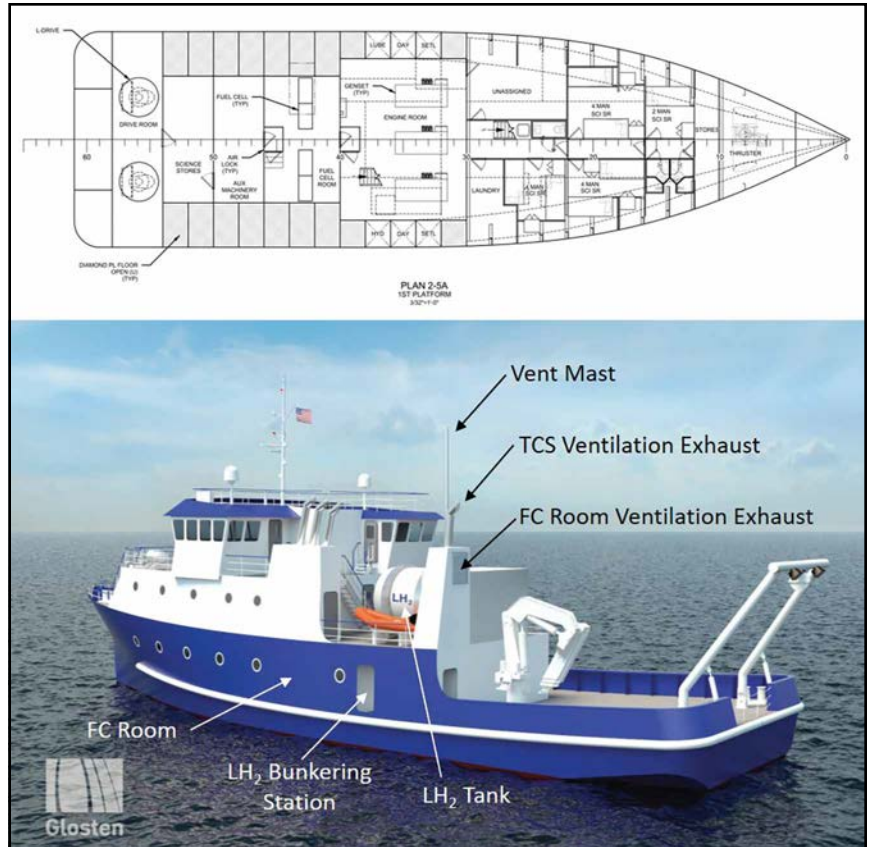 L-DRIVE
LUBE
DAY
SETL
FUEL CELL
(TYP)
GENSET
(TYP)
UNASSIGNED
DRIVE ROOM
ENGINE ROOM
4 MAN
SCI SR
2 MAN
SCI SR
STORES
60
50
40
30
20
10
0
THRUSTER
SCIENCE
STORES
AIR
LOCK
(TYP)
AUX
MACHINERY
ROOM
FUEL
CELL
ROOM
LAUNDRY
4 MAN
SCI SR
4 MAN
SCI SR
HYD
DAY
SETL
DIAMOND PL FLOOR
OPEN (U)
(TYP)
PLAN 2-5A
1ST PLATFORM
3/32"=1'-0"
Vent Mast
TCS Ventilation Exhaust
FC Room Ventilation Exhaust
LH₂
FC Room
LH₂ Bunkering
Station
LH₂ Tank
Glosten